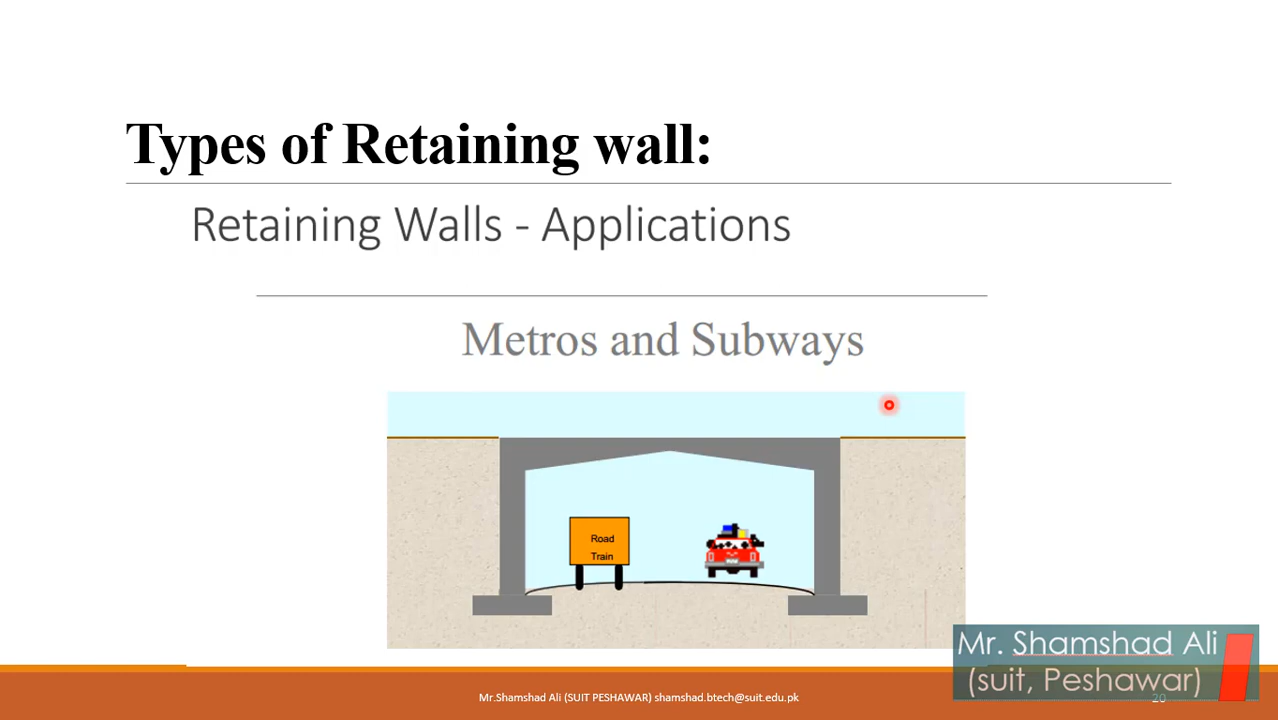 Types of Retaining wall:
Retaining Walls - Applications
Metros and Subways
Road
Train
Mr. Shamshad Ali
(suit, Peshawar)
Mr.Shamshad Ali (SUIT PESHAWAR) shamshad.btech@suit.edu.pk
20